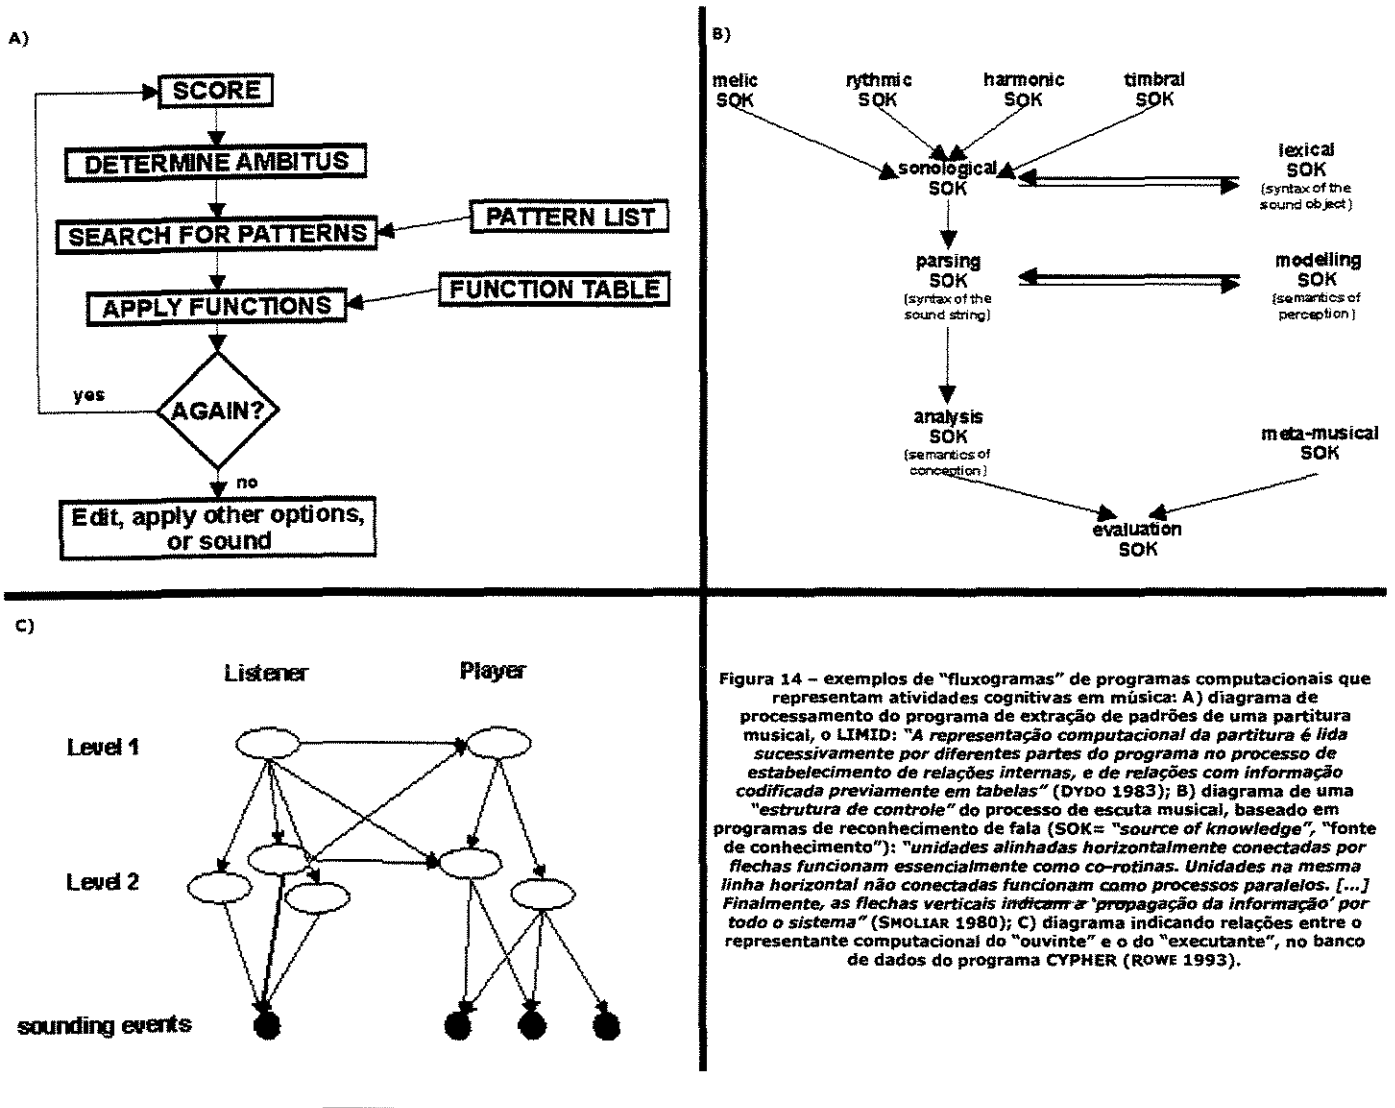 A)
SCORE
DETERMINE AMBITUS
SEARCH FOR PATTERNS
PATTERN LIST
APPLY FUNCTIONS
FUNCTION TABLE
yes
AGAIN?
no
Edit, apply other options,
or sound
B)
melic
SOK
rythmic
SOK
harmonic
SOK
timbral
SOK
sonological
SOK
lexical
SOK
(syntax of the
sound object)
parsing
SOK
(syntax of the
sound string)
modelling
SOK
(semantics of
perception)
analysis
SOK
(semantics of
conception)
meta-musical
SOK
evaluation
SOK
C)
Listener
Player
Level 1
Level 2
sounding events
Figura 14 – exemplos de “fluxogramas” de programas computacionais que
representam atividades cognitivas em música: A) diagrama de
processamento do programa de extração de padrões de uma partitura
musical, o LIMID: “A representação computacional da partitura é lida
sucessivamente por diferentes partes do programa no processo de
estabelecimento de relações internas, e de relações com informação
codificada previamente em tabelas” (DYDO 1983); B) diagrama de uma
“estrutura de controle” do processo de escuta musical, baseado em
programas de reconhecimento de fala (SOK= “source of knowledge”, “fonte
de conhecimento”): “unidades alinhadas horizontalmente conectadas por
flechas funcionam essencialmente como co-rotinas. Unidades na mesma
linha horizontal não conectadas funcionam como processos paralelos. [...]
Finalmente, as flechas verticais indicam a ‘propagação da informação’ por
todo o sistema” (SMOLIAR 1980); C) diagrama indicando relações entre o
representante computacional do “ouvinte” e o do “executante”, no banco
de dados do programa CYPHER (ROWE 1993).